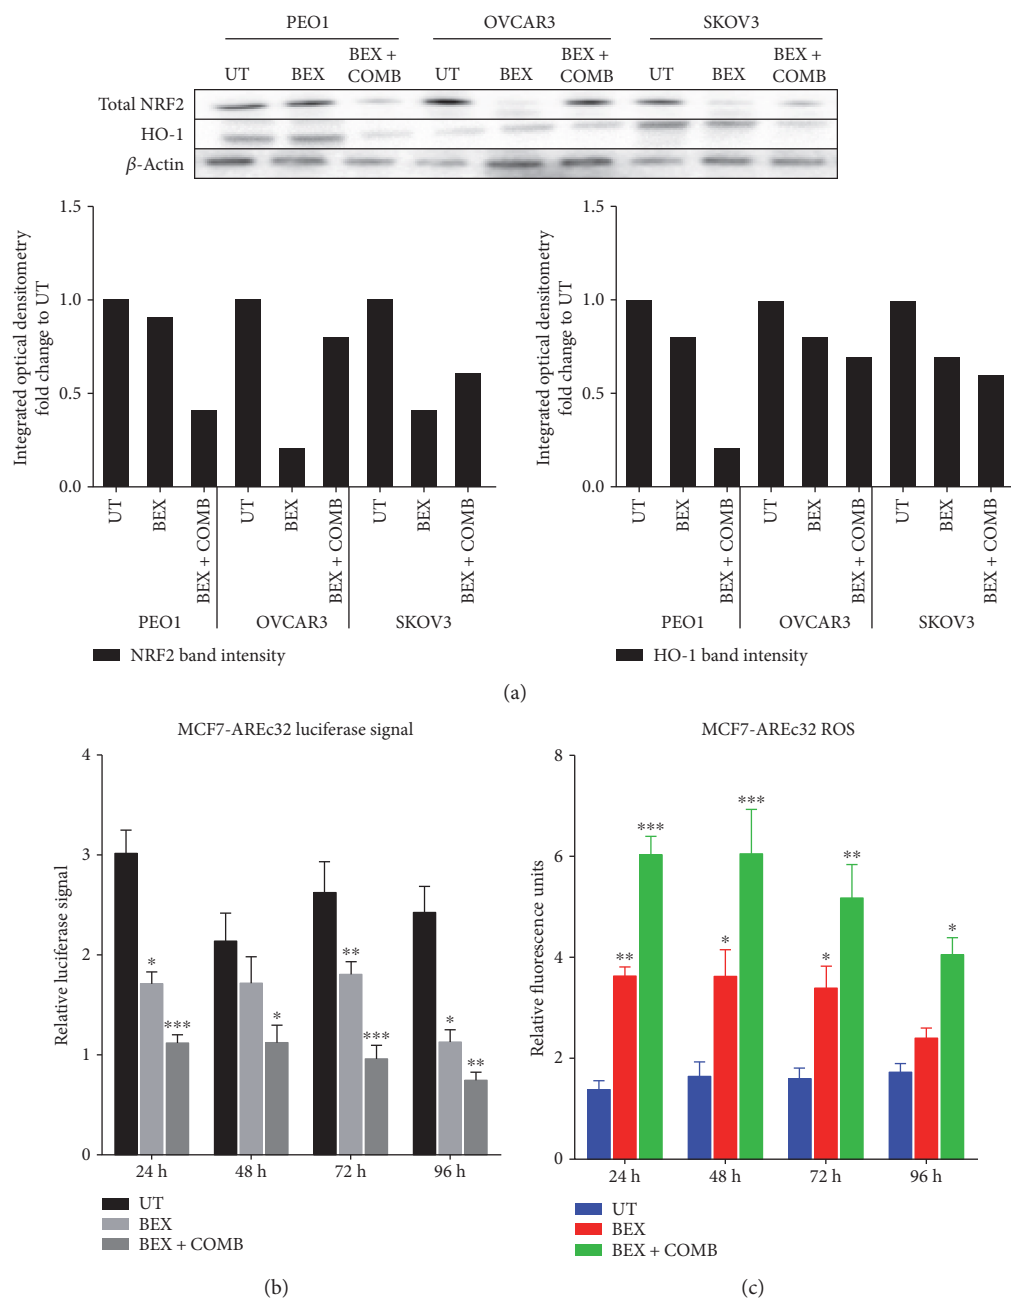 PEO1 OVCAR3 SKOV3
UT BEX BEX + COMB UT BEX BEX + COMB UT BEX BEX + COMB
Total NRF2
HO-1
β-Actin
Integrated optical densitometry
fold change to UT
1.5
1.0
0.5
0.0
UT BEX BEX + COMB UT BEX BEX + COMB UT BEX BEX + COMB
PEO1 OVCAR3 SKOV3
NRF2 band intensity
Integrated optical densitometry
fold change to UT
1.5
1.0
0.5
0.0
UT BEX BEX + COMB UT BEX BEX + COMB UT BEX BEX + COMB
PEO1 OVCAR3 SKOV3
HO-1 band intensity
(a)
MCF7-AREc32 luciferase signal
Relative luciferase signal
4
3
2
1
0
* *** * ** *** * **
24 h 48 h 72 h 96 h
UT
BEX
BEX + COMB
(b)
MCF7-AREc32 ROS
Relative fluorescence units
8
6
4
2
0
** *** * *** * ** *
24 h 48 h 72 h 96 h
UT
BEX
BEX + COMB
(c)